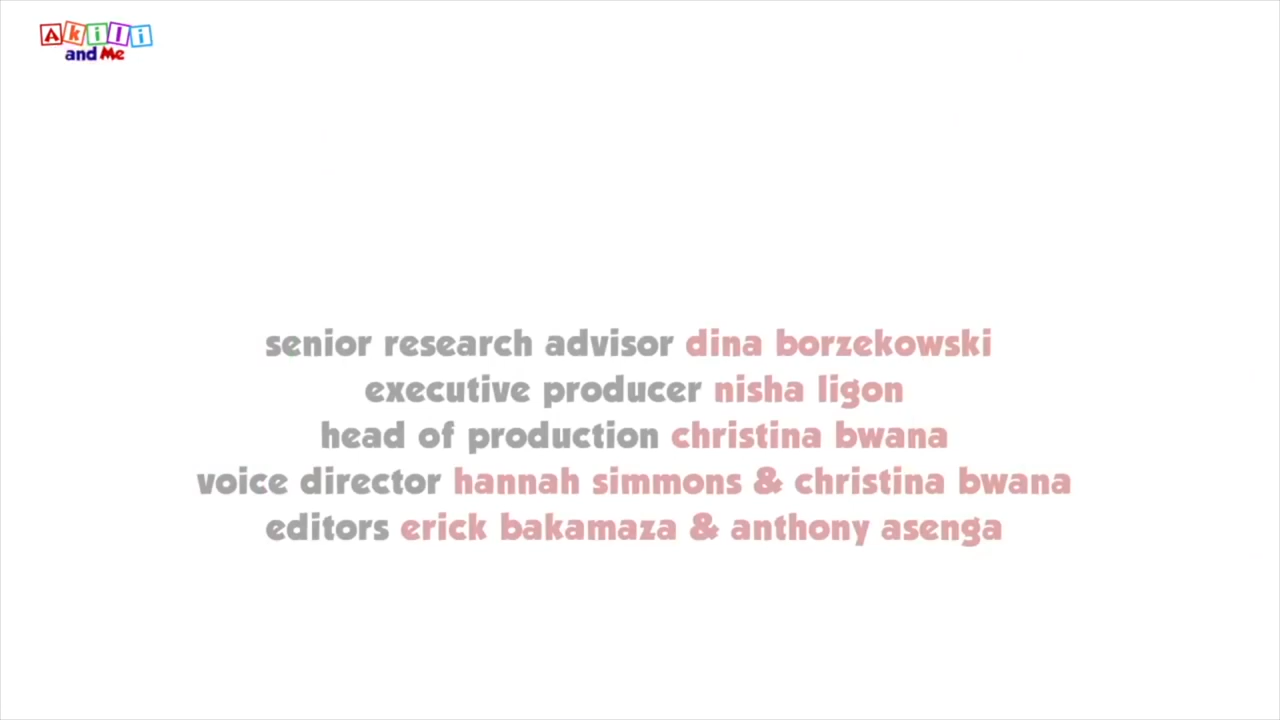 Akili
and Me
senior research advisor dina borzekowski
executive producer nisha ligon
head of production christina bwana
voice director hannah simmons & christina bwana
editors erick bakamaza & anthony asenga